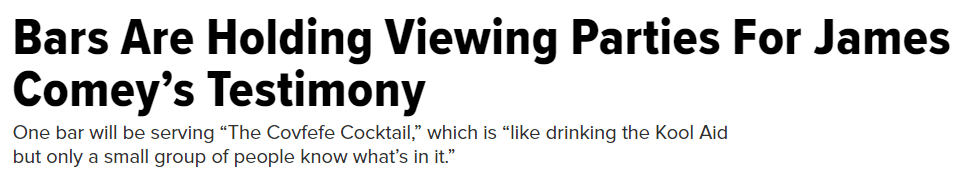 Bars Are Holding Viewing Parties For James
Comey’s Testimony
One bar will be serving “The Covfefe Cocktail,” which is “like drinking the Kool Aid
but only a small group of people know what’s in it.”